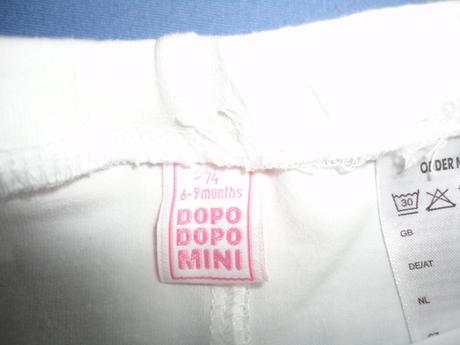 74
6-9 months
DOPO
DOPO
MINI
30
GB
DE/AT
NL